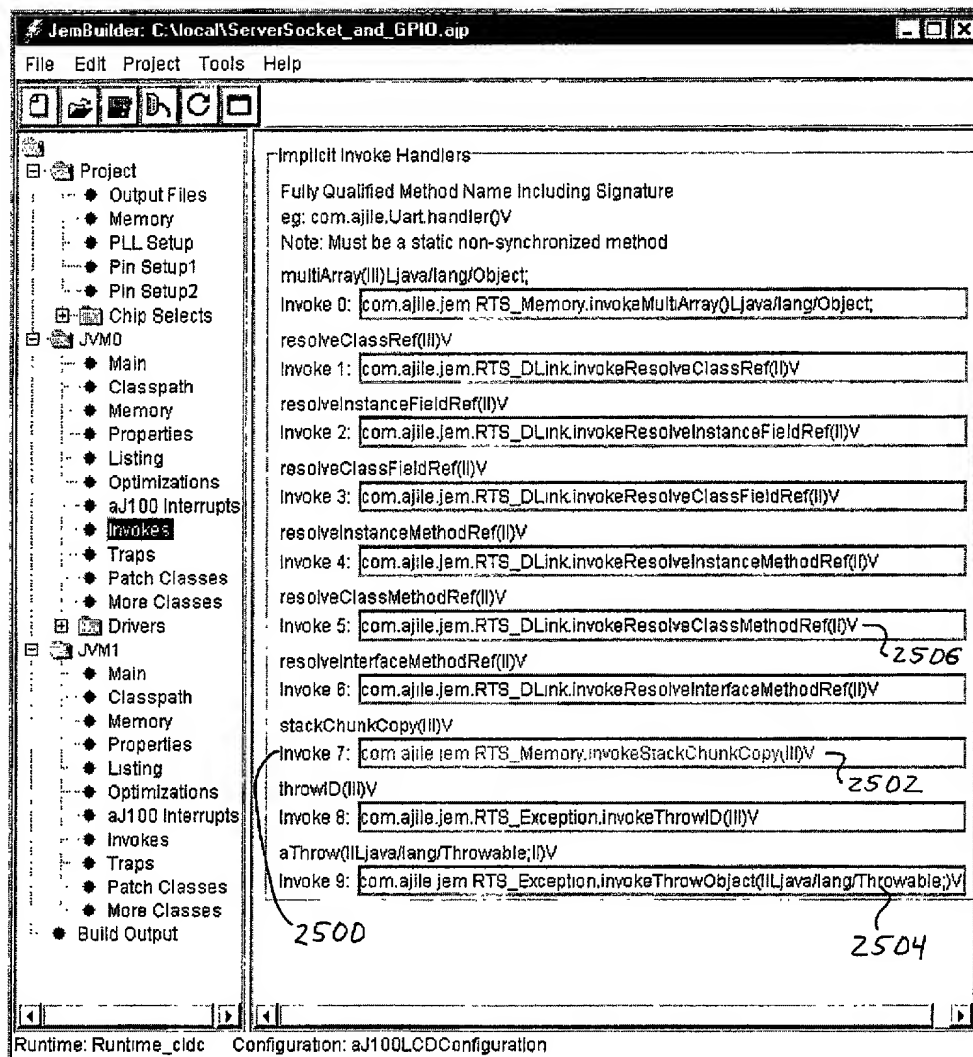 JemBuilder: C:\local\ServerSocket_and_GPIO.ajp
File Edit Project Tools Help
Project
Output Files
Memory
PLL Setup
Pin Setup1
Pin Setup2
Chip Selects
JVM0
Main
Classpath
Memory
Properties
Listing
Optimizations
aJ100 Interrupts
Invokes
Traps
Patch Classes
More Classes
Drivers
JVM1
Main
Classpath
Memory
Properties
Listing
Optimizations
aJ100 Interrupts
Invokes
Traps
Patch Classes
More Classes
Build Output
Implicit Invoke Handlers
Fully Qualified Method Name Including Signature
eg: com.ajile.Uart.handler()V
Note: Must be a static non-synchronized method
multiArray(III)Ljava/lang/Object;
Invoke 0: com.ajile.jem.RTS_Memory.invokeMultiArray()Ljava/lang/Object;
resolveClassRef(III)V
Invoke 1: com.ajile.jem.RTS_DLink.invokeResolveClassRef(II)V
resolveInstanceFieldRef(II)V
Invoke 2: com.ajile.jem.RTS_DLink.invokeResolveInstanceFieldRef(II)V
resolveClassFieldRef(II)V
Invoke 3: com.ajile.jem.RTS_DLink.invokeResolveClassFieldRef(II)V
resolveInstanceMethodRef(II)V
Invoke 4: com.ajile.jem.RTS_DLink.invokeResolveInstanceMethodRef(II)V
resolveClassMethodRef(II)V
Invoke 5: com.ajile.jem.RTS_DLink.invokeResolveClassMethodRef(II)V
2506
resolveInterfaceMethodRef(II)V
Invoke 6: com.ajile.jem.RTS_DLink.invokeResolveInterfaceMethodRef(II)V
stackChunkCopy(III)V
Invoke 7: com.ajile.jem.RTS_Memory.invokeStackChunkCopy(III)V
2502
throwID(III)V
Invoke 8: com.ajile.jem.RTS_Exception.invokeThrowID(III)V
aThrow(IILjava/lang/Throwable;II)V
Invoke 9: com.ajile.jem.RTS_Exception.invokeThrowObject(IILjava/lang/Throwable;)V
2500
2504
Runtime: Runtime_cldc Configuration: aJ100LCDConfiguration